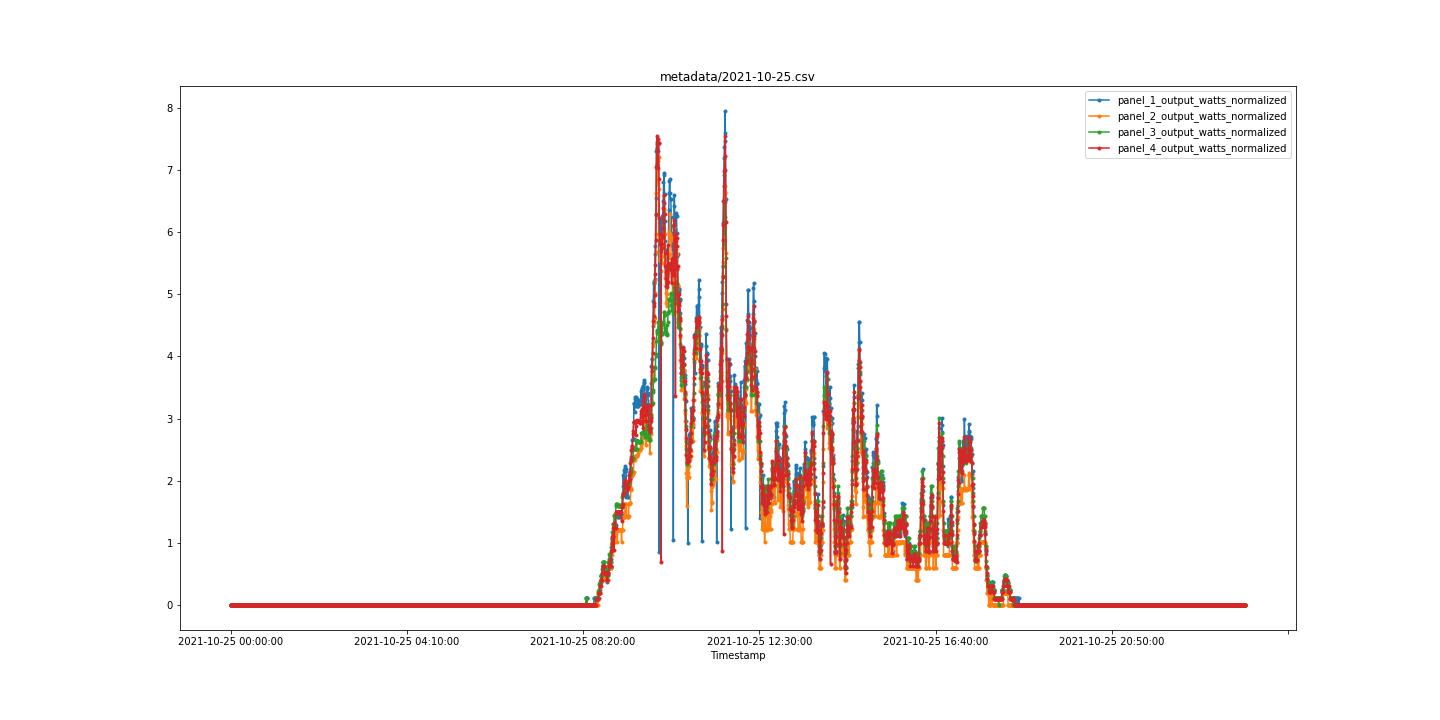 metadata/2021-10-25.csv
panel_1_output_watts_normalized
panel_2_output_watts_normalized
panel_3_output_watts_normalized
panel_4_output_watts_normalized
8
7
6
5
4
3
2
1
0
2021-10-25 00:00:00 2021-10-25 04:10:00 2021-10-25 08:20:00 2021-10-25 12:30:00 2021-10-25 16:40:00 2021-10-25 20:50:00
Timestamp